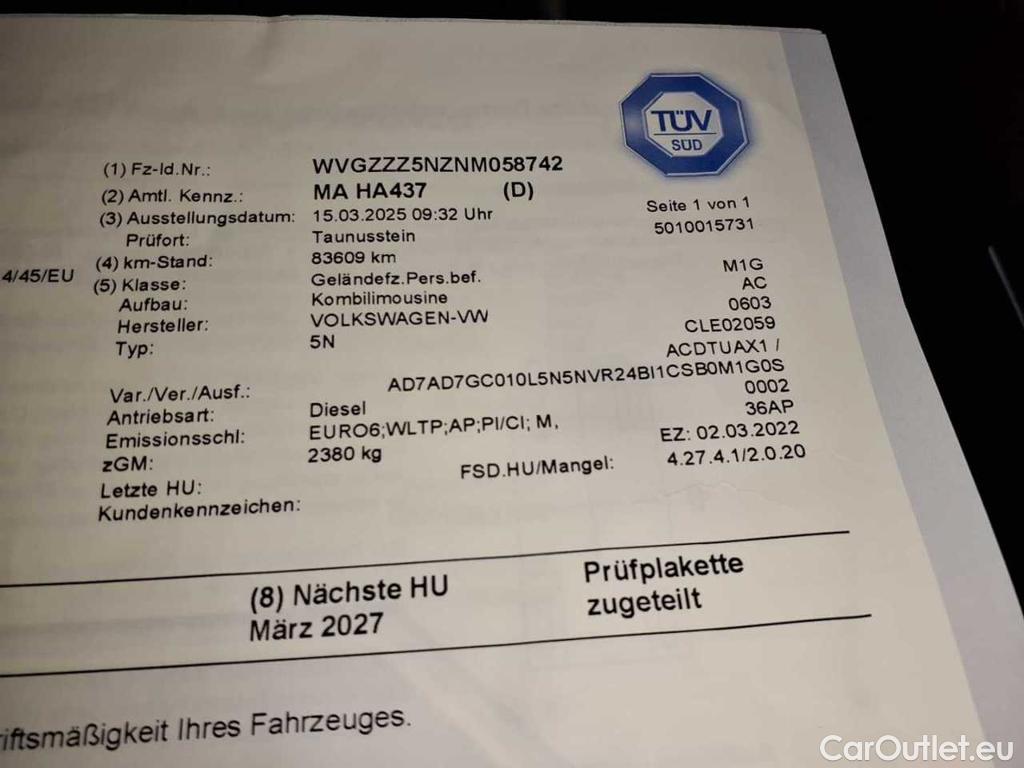 TÜV
SÜD
(1) Fz-Id.Nr.: WVGZZZ5NZNM058742
(2) Amtl. Kennz.: MA HA437 (D)
Seite 1 von 1
(3) Ausstellungsdatum: 15.03.2025 09:32 Uhr
5010015731
Prüfort: Taunusstein
4/45/EU
(4) km-Stand: 83609 km
(5) Klasse: Geländefz.Pers.bef. M1G
Aufbau: Kombilimousine AC
Hersteller: VOLKSWAGEN-VW 0603
Typ: 5N CLE02059
ACDTUAX1 /
Var./Ver./Ausf.: AD7AD7GC010L5N5NVR24BI1CSB0M1G0S
Antriebsart: Diesel 0002
Emissionsschl: EURO6;WLTP;AP;PI/CI; M, 36AP
zGM: 2380 kg EZ: 02.03.2022
Letzte HU: FSD.HU/Mangel: 4.27.4.1/2.0.20
Kundenkennzeichen:
(8) Nächste HU Prüfplakette
März 2027 zugeteilt
riftsmäßigkeit Ihres Fahrzeuges.
CarOutlet.eu